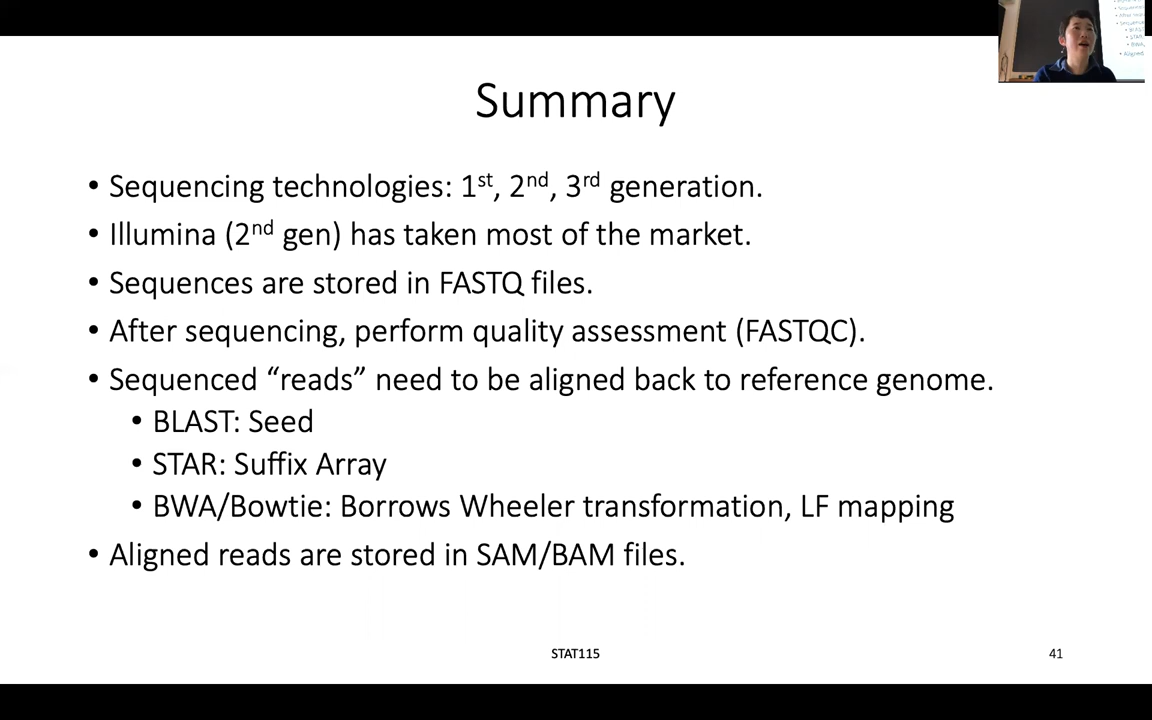 Summary
• Sequencing technologies: 1st, 2nd, 3rd generation.
• Illumina (2nd gen) has taken most of the market.
• Sequences are stored in FASTQ files.
• After sequencing, perform quality assessment (FASTQC).
• Sequenced “reads” need to be aligned back to reference genome.
• BLAST: Seed
• STAR: Suffix Array
• BWA/Bowtie: Borrows Wheeler transformation, LF mapping
• Aligned reads are stored in SAM/BAM files.
STAT115
41